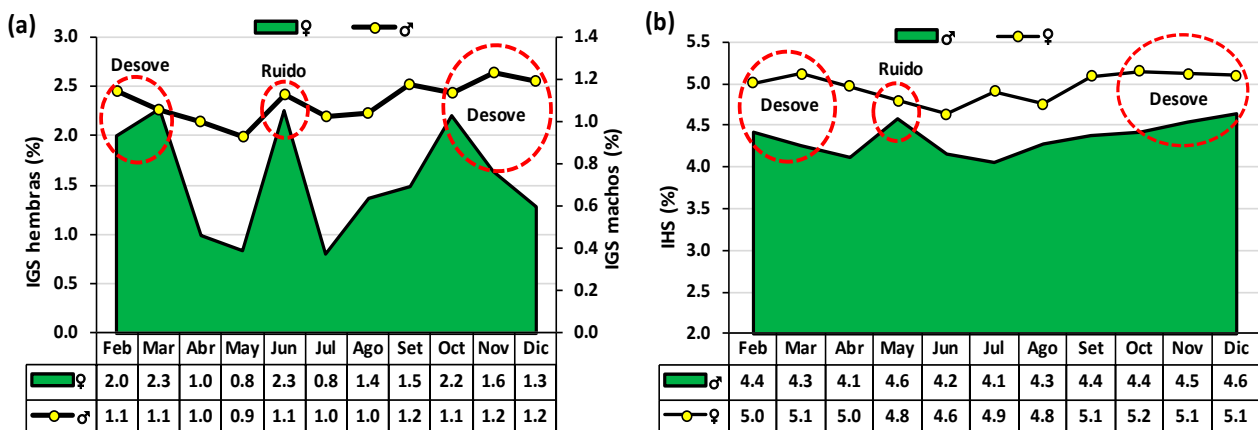 (a)
♀ ♂
IGS hembras (%)
3.0
2.5
2.0
1.5
1.0
0.5
0.0
Desove
Ruido
Desove
1.4
1.2
1.0
0.8
0.6
0.4
0.2
0.0
IGS machos (%)
Feb Mar Abr May Jun Jul Ago Set Oct Nov Dic
♀ 2.0 2.3 1.0 0.8 2.3 0.8 1.4 1.5 2.2 1.6 1.3
♂ 1.1 1.1 1.0 0.9 1.1 1.0 1.0 1.2 1.1 1.2 1.2
(b)
♂ ♀
IHS (%)
5.5
5.0
4.5
4.0
3.5
3.0
2.5
2.0
Desove
Ruido
Desove
Feb Mar Abr May Jun Jul Ago Set Oct Nov Dic
♂ 4.4 4.3 4.1 4.6 4.2 4.1 4.3 4.4 4.4 4.5 4.6
♀ 5.0 5.1 5.0 4.8 4.6 4.9 4.8 5.1 5.2 5.1 5.1